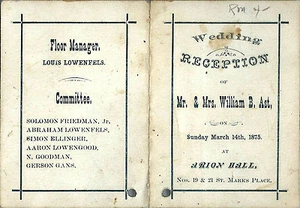 Floor Manager.
LOUIS LOWENFELS.
Committee.
SOLOMON FRIEDMAN, Jr.
ABRAHAM LOWENFELS,
SIMON ELLINGER,
AARON LOWENGOOD,
N. GOODMAN,
GERSON GANS.
Wedding
RECEPTION
OF
Mr. & Mrs. William B, Ast,
ON
Sunday March 14th, 1875.
AT
ARION HALL,
Nos. 19 & 21 ST. MARK'S PLACE.